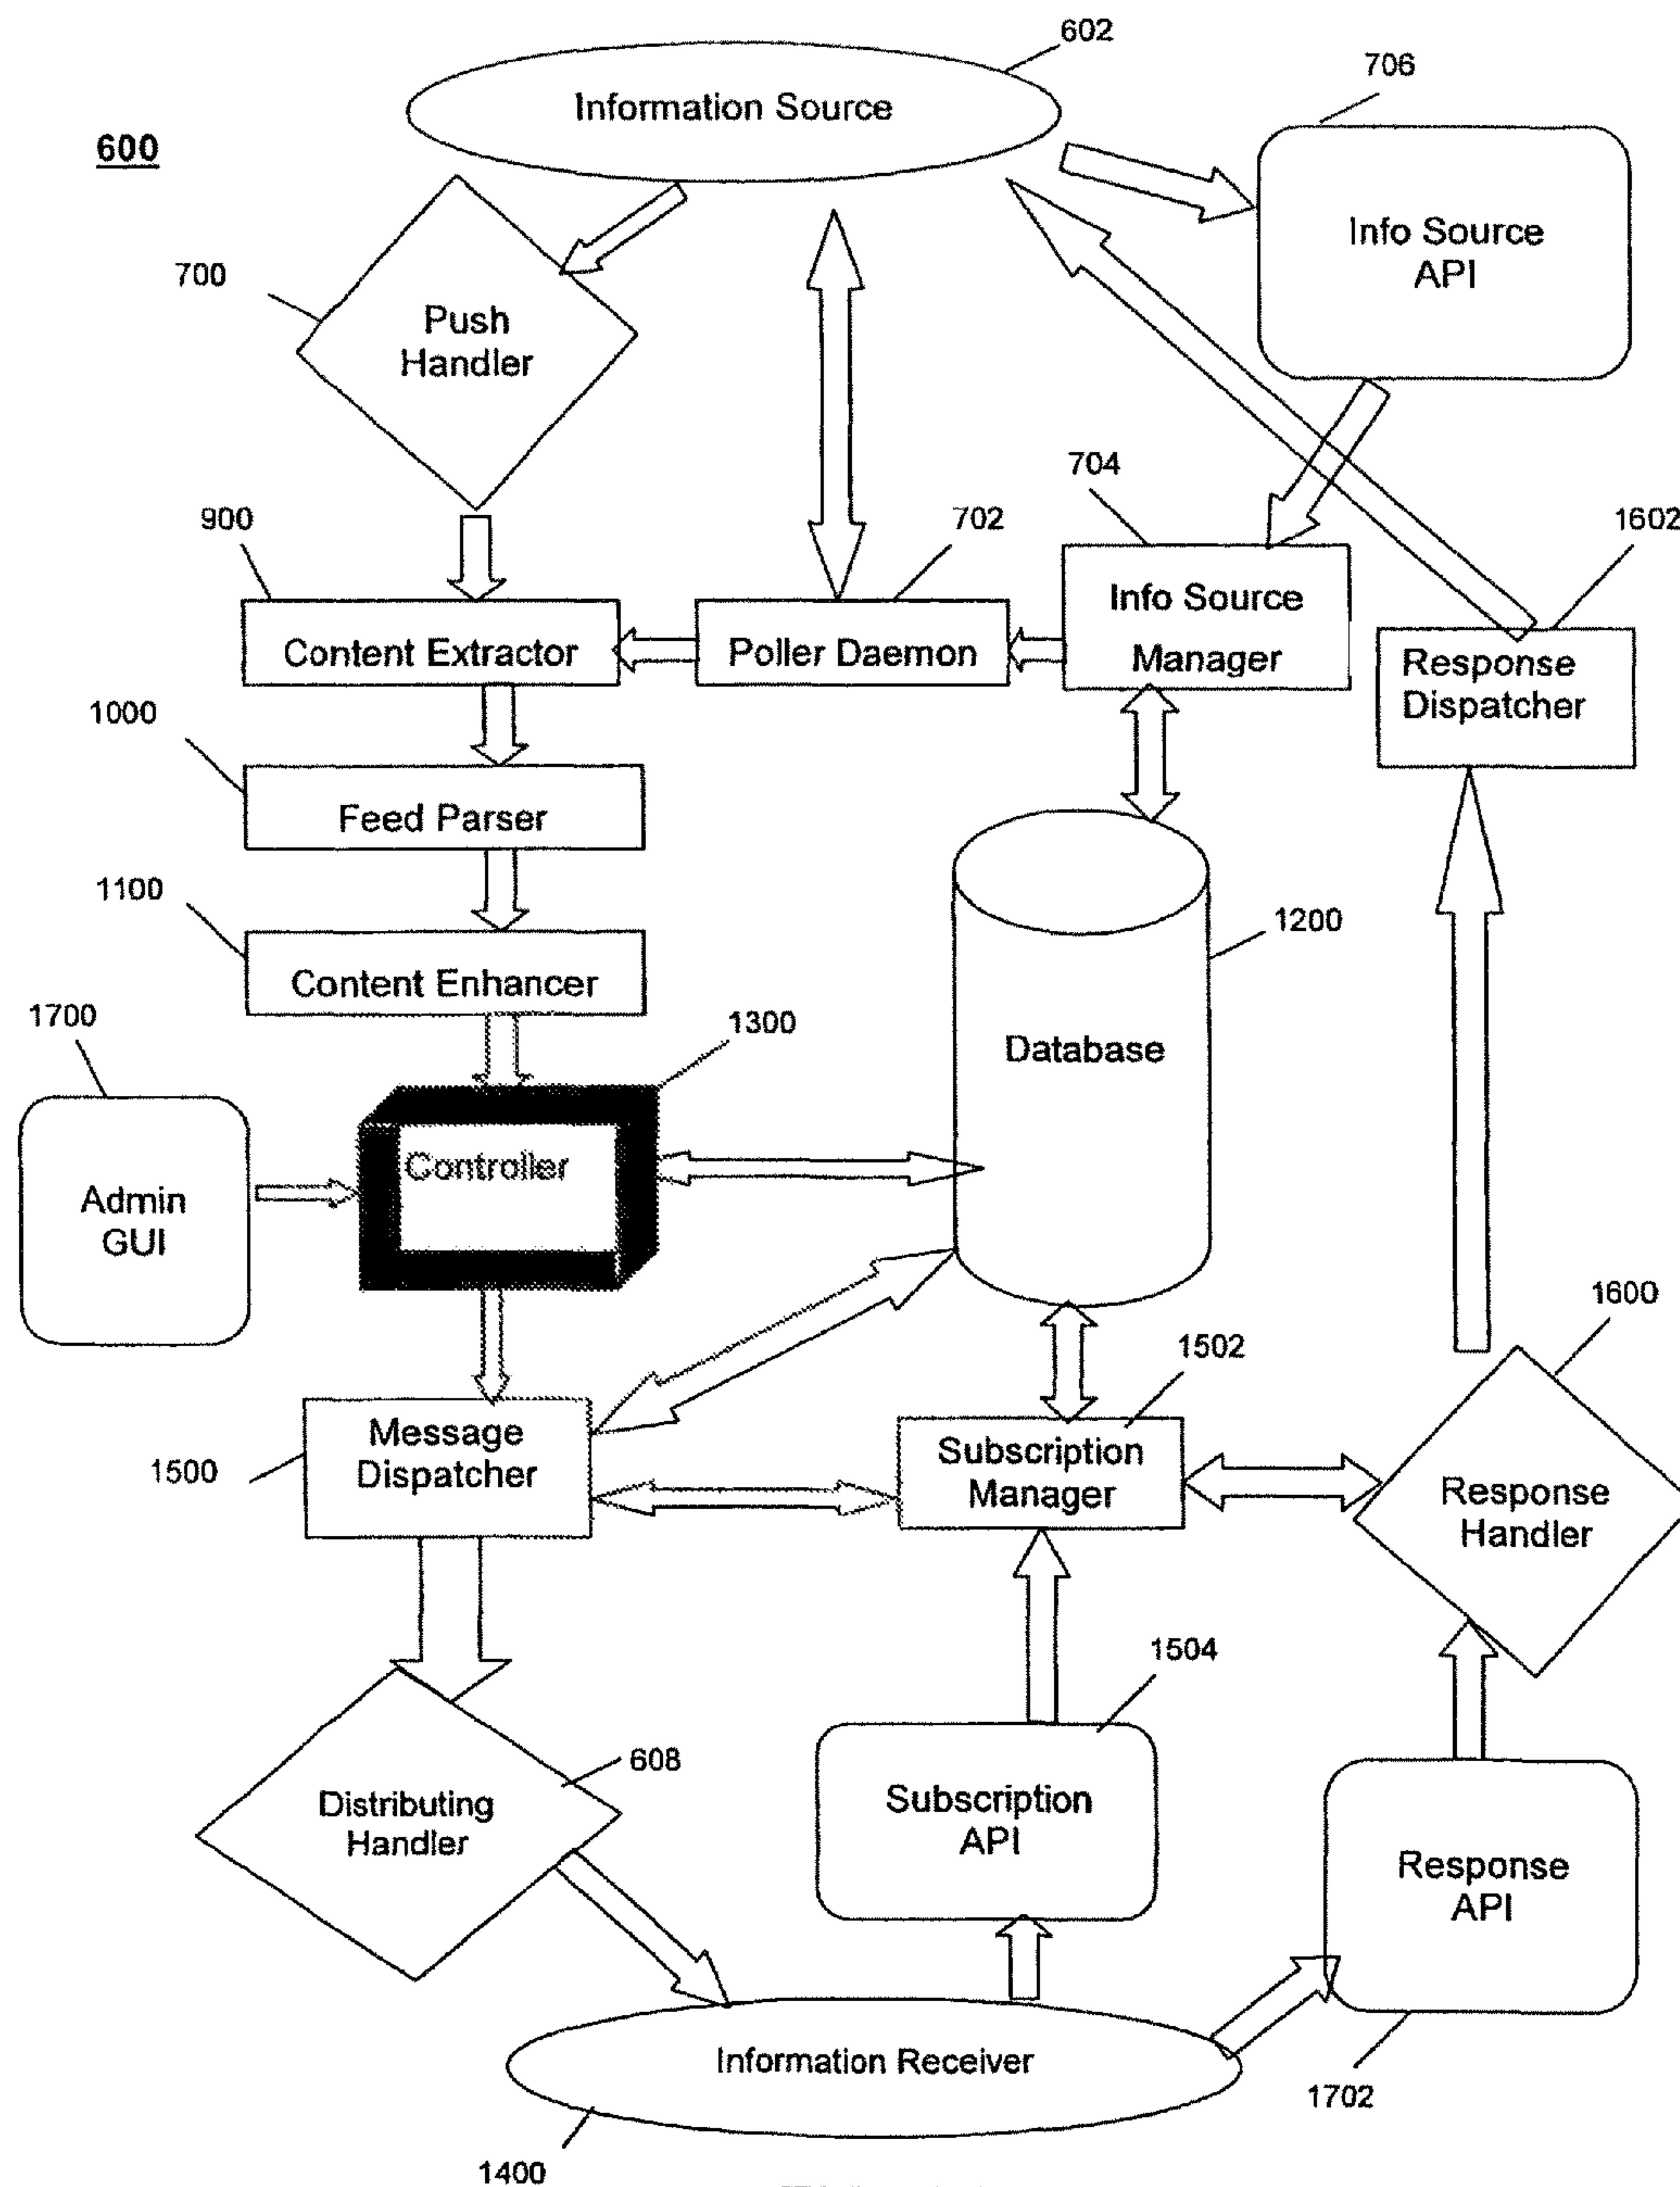 602
Information Source
706
600
Info Source
API
700
Push
Handler
704
900
702
1602
Info Source
Manager
Content Extractor
Poller Daemon
Response
Dispatcher
1000
Feed Parser
1100
1200
Content Enhancer
1700
1300
Database
Controller
Admin
GUI
1600
1502
Message
Dispatcher
1500
Subscription
Manager
Response
Handler
1504
608
Distributing
Handler
Subscription
API
Response
API
Information Receiver
1702
1400